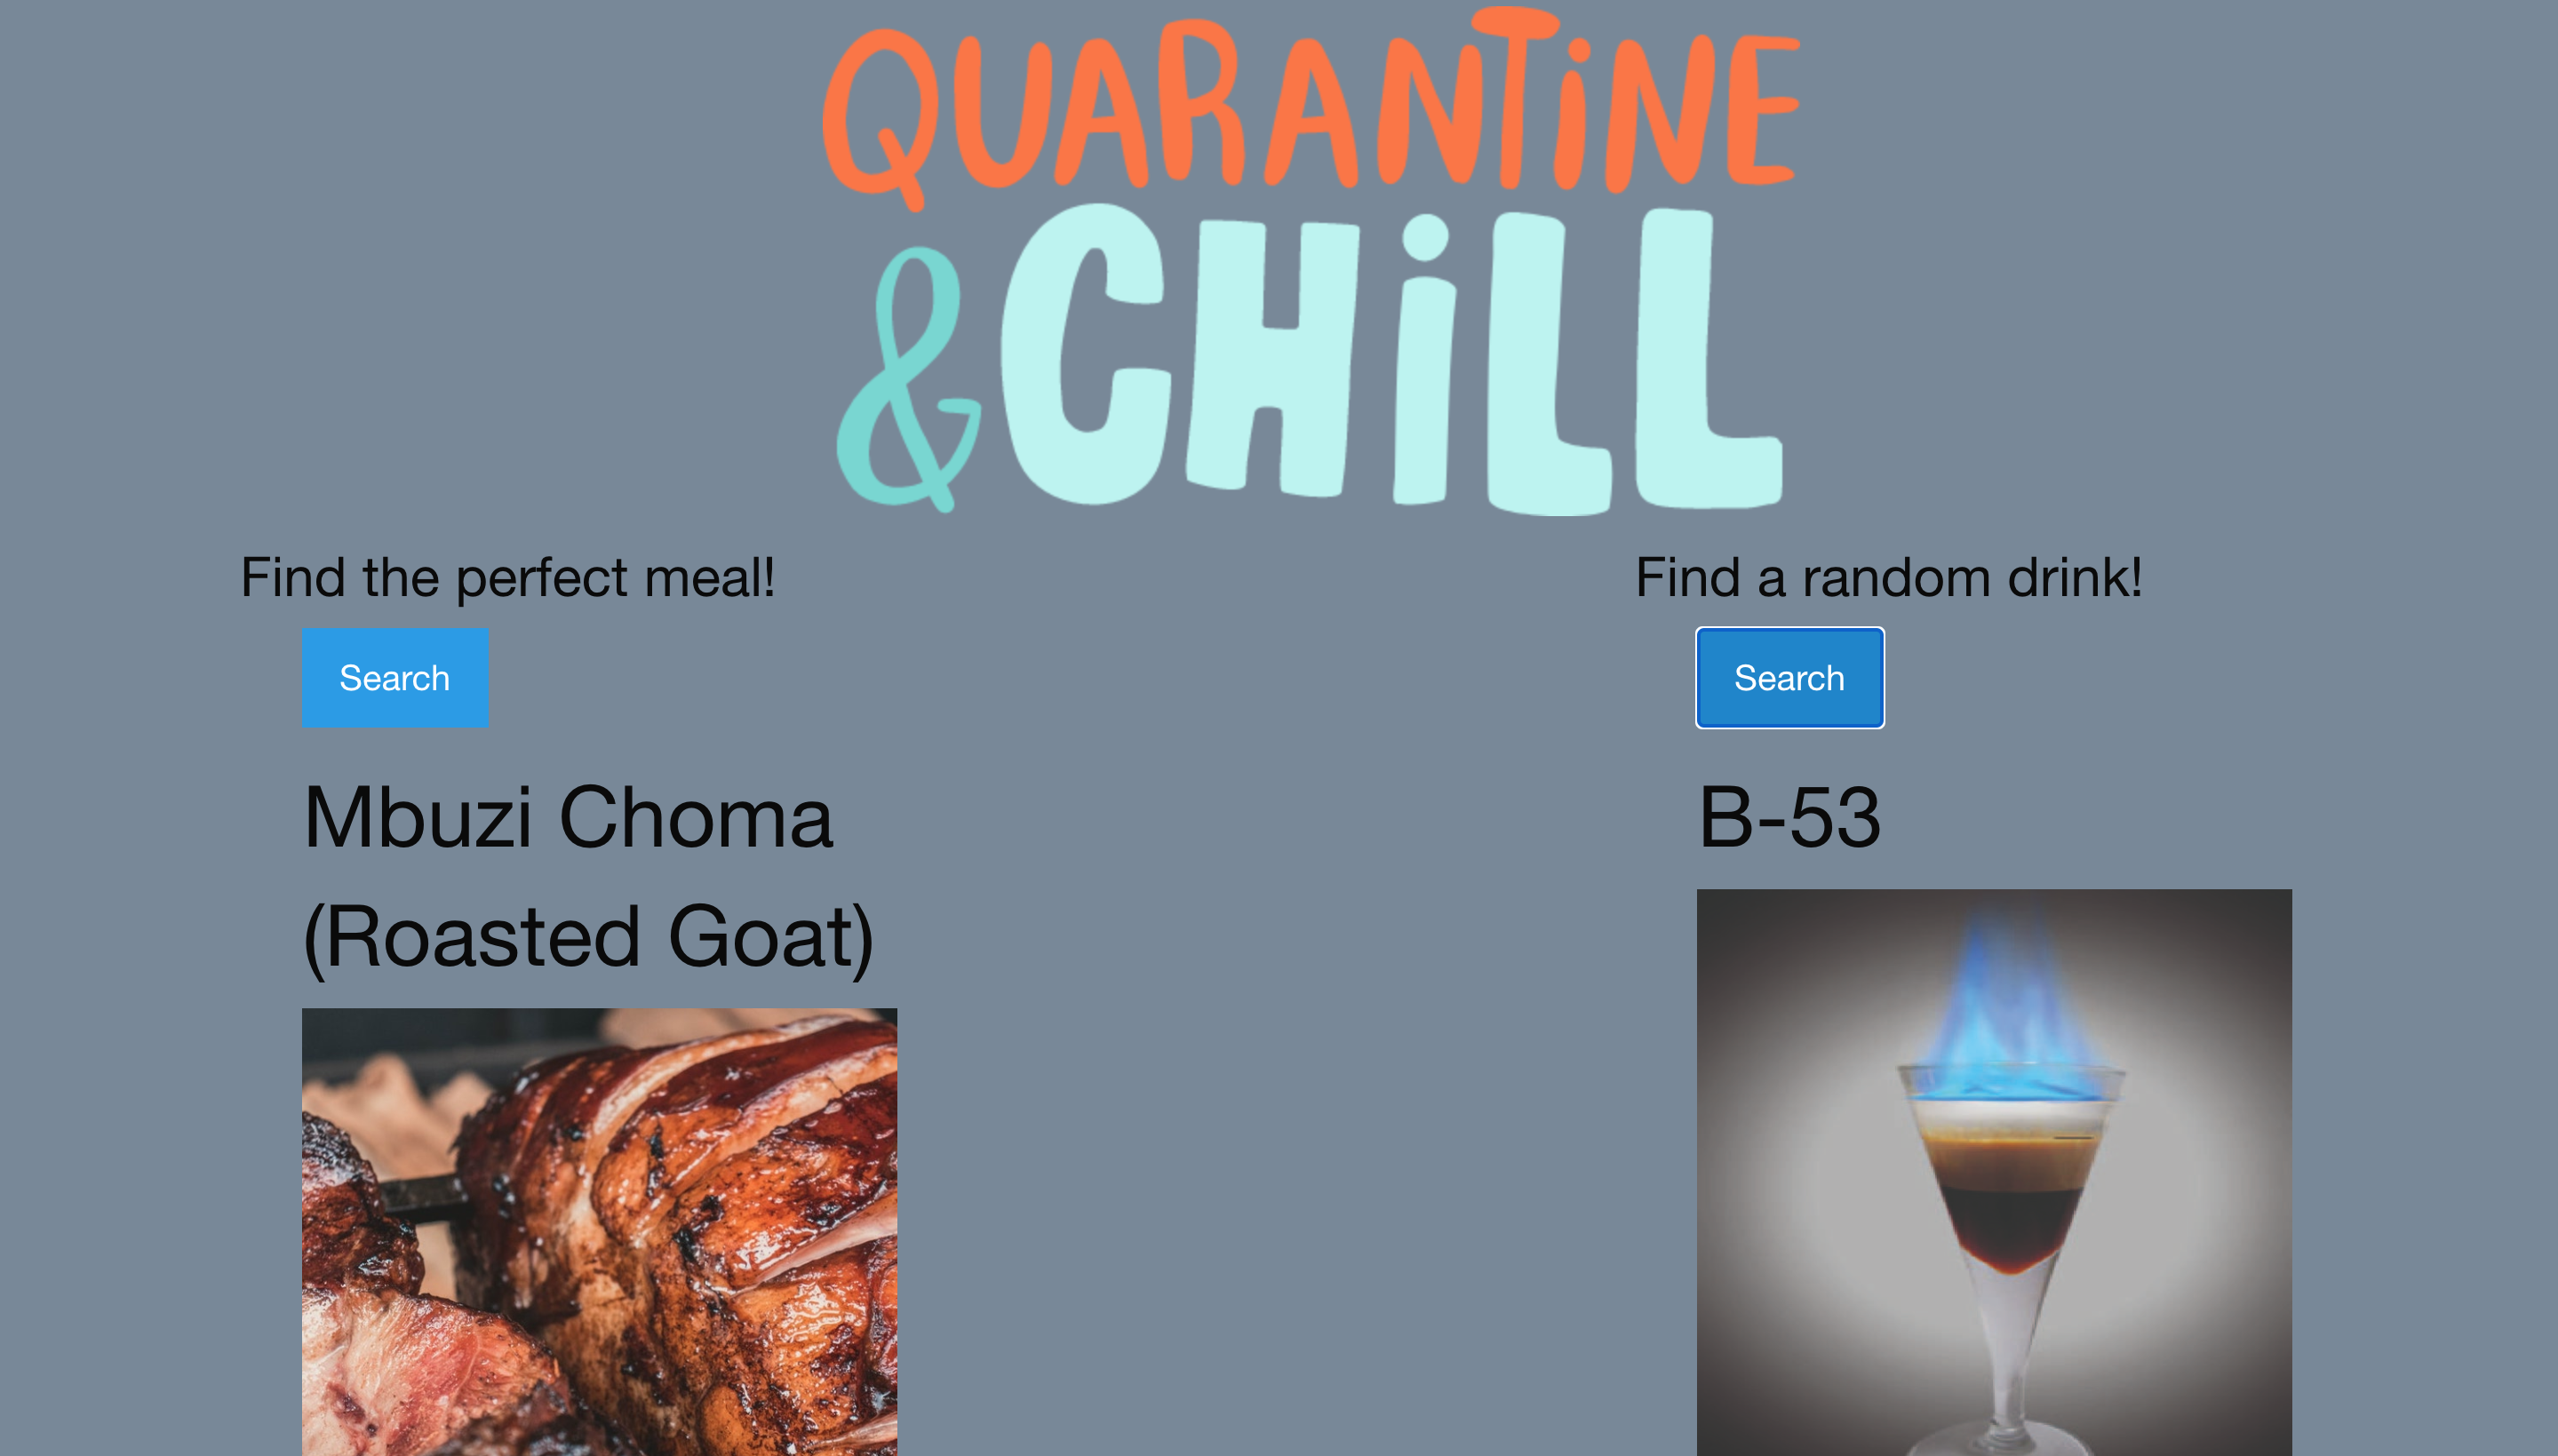 QUARANTiNE
& CHiLL
Find the perfect meal!
Search
Mbuzi Choma
(Roasted Goat)
Find a random drink!
Search
B-53